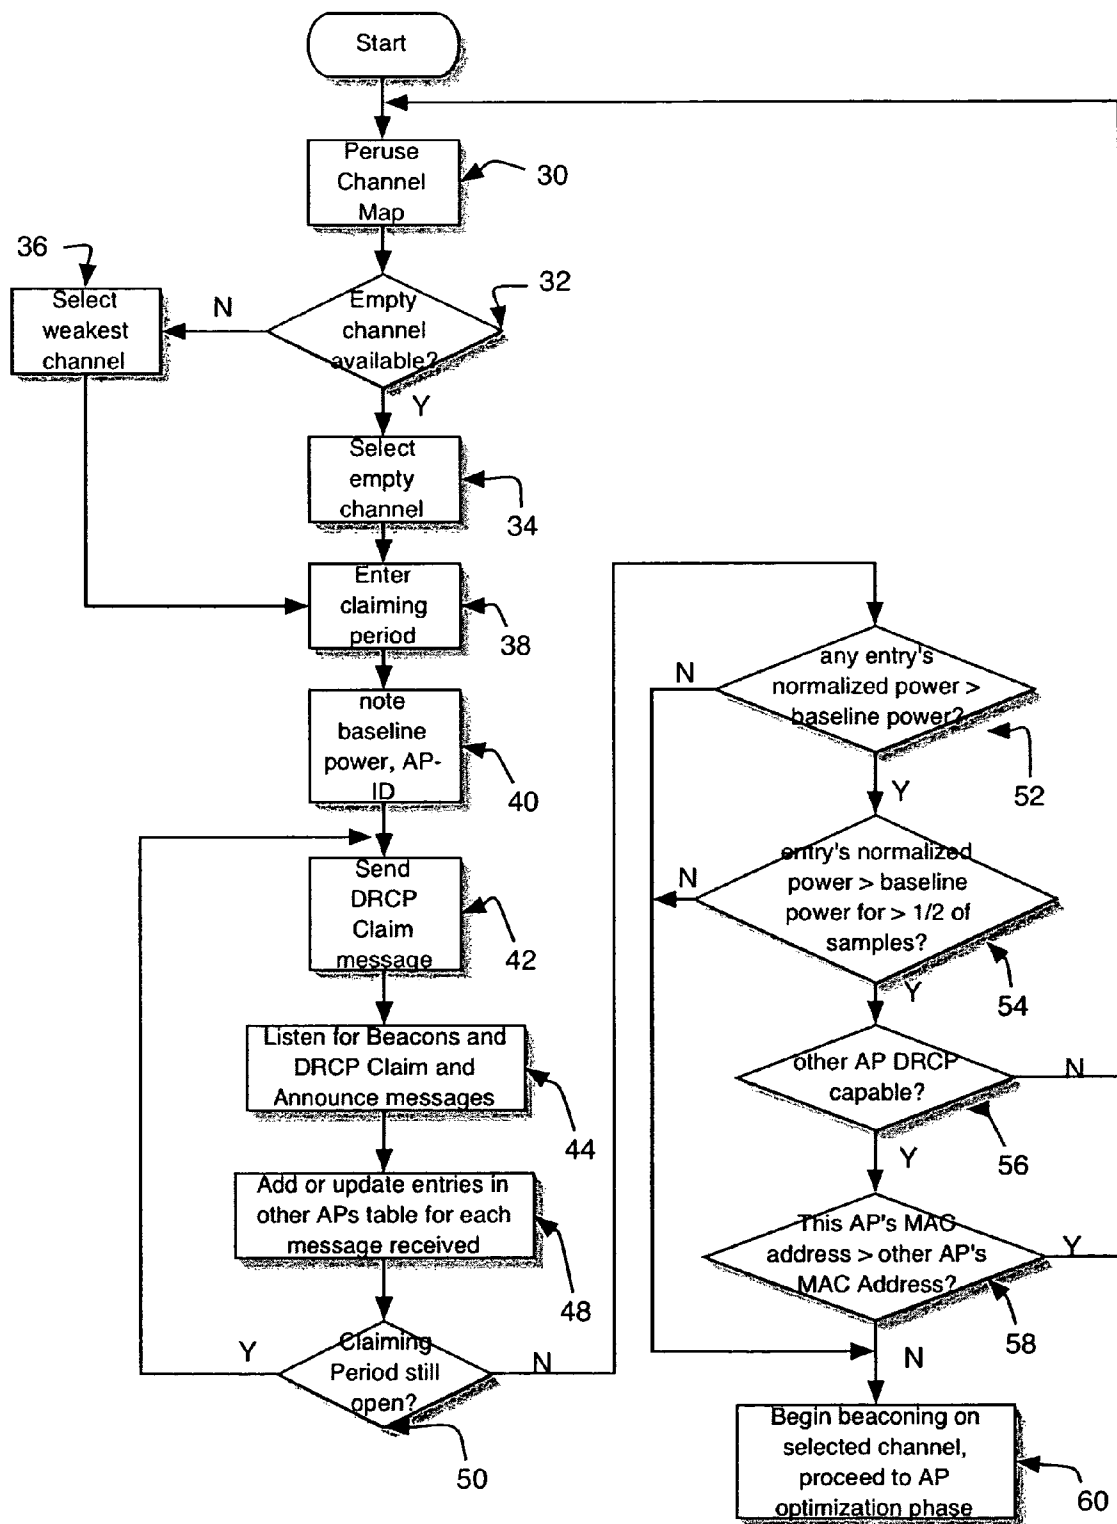 Start
Peruse
Channel
Map
30
36
Select
weakest
channel
N
Empty
channel
available?
32
Y
Select
empty
channel
34
Enter
claiming
period
38
note
baseline
power, AP-
ID
40
Send
DRCP
Claim
message
42
Listen for Beacons and
DRCP Claim and
Announce messages
44
Add or update entries in
other APs table for each
message received
48
Y
Claiming
Period still
open?
N
50
N
any entry's
normalized power >
baseline power?
52
Y
N
entry's normalized
power > baseline
power for > 1/2 of
samples?
54
Y
other AP DRCP
capable?
N
56
Y
This AP's MAC
address > other AP's
MAC Address?
Y
58
N
Begin beaconing on
selected channel,
proceed to AP
optimization phase
60